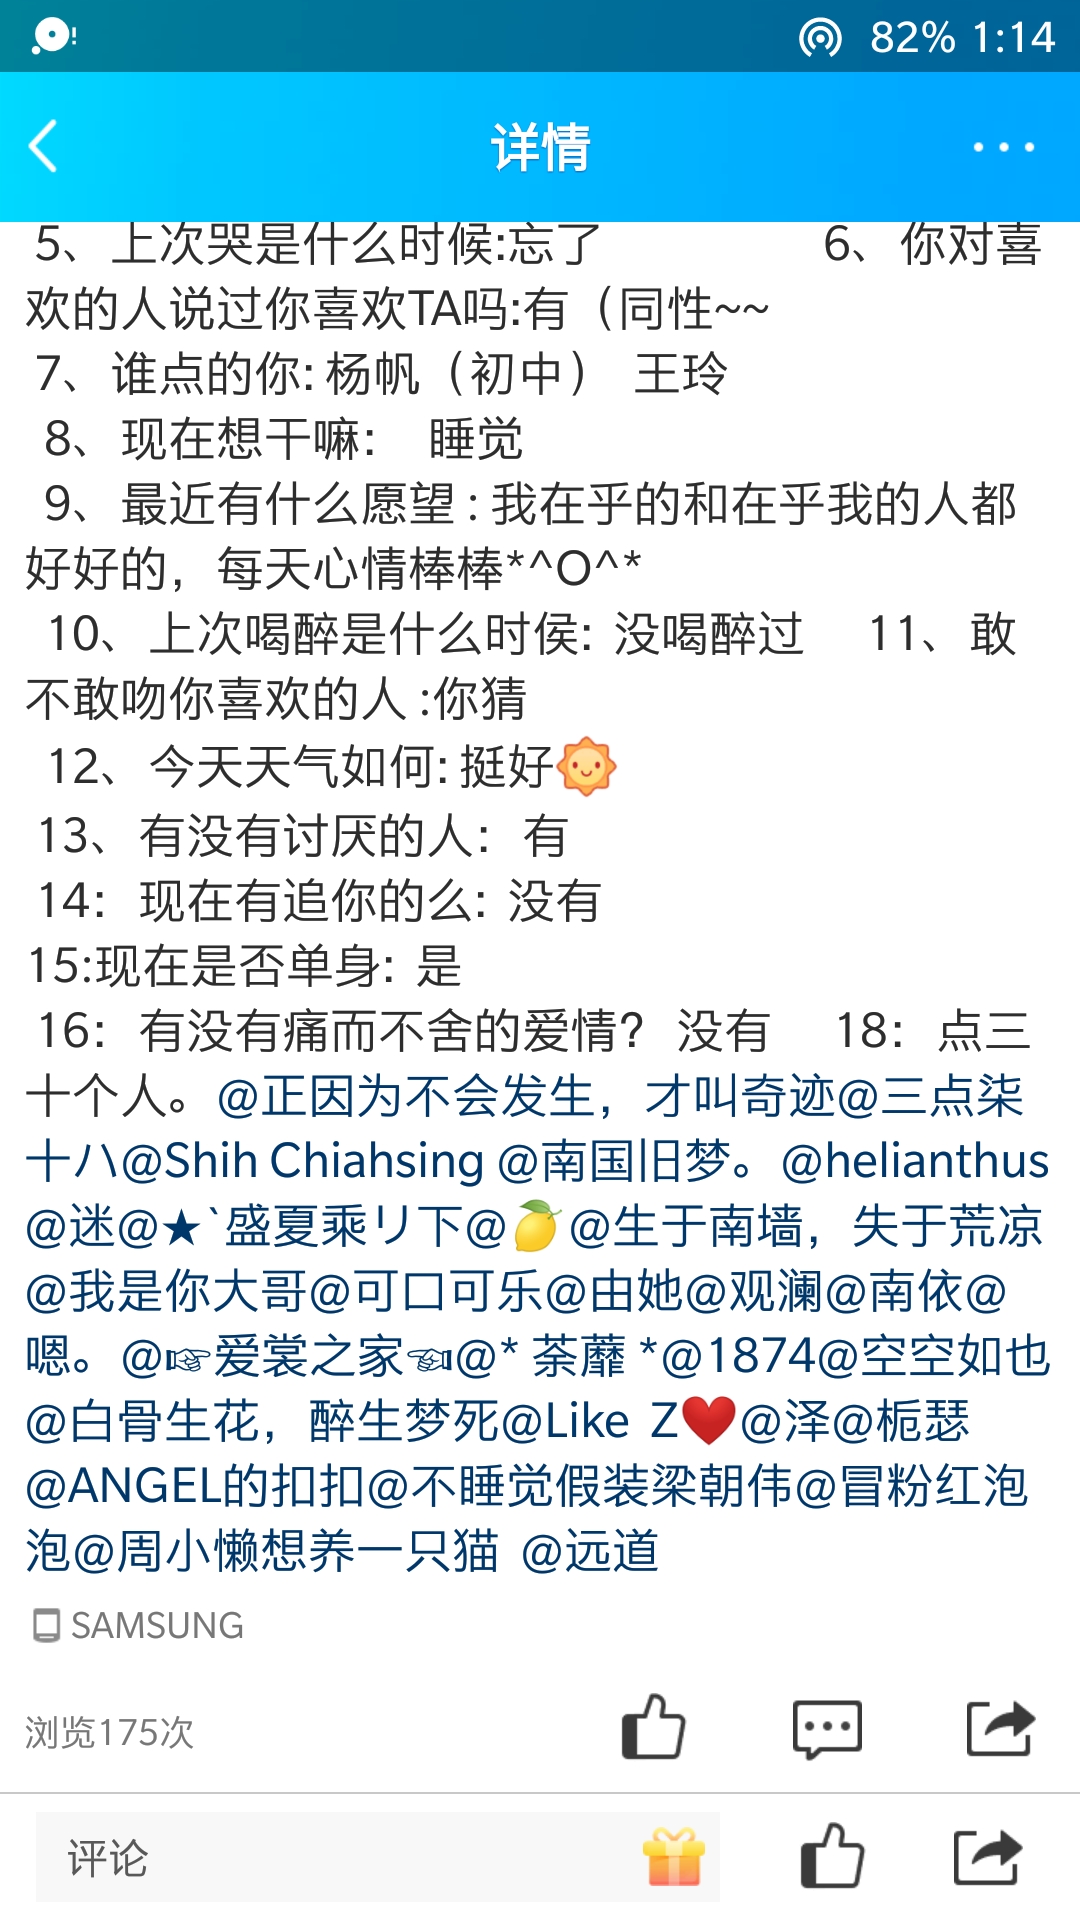 82% 1:14
详情
5、上次哭是什么时候:忘了 6、你对喜
欢的人说过你喜欢TA吗:有（同性~~
7、谁点的你: 杨帆（初中） 王玲
8、现在想干嘛： 睡觉
9、最近有什么愿望 : 我在乎的和在乎我的人都
好好的，每天心情棒棒*^O^*
10、上次喝醉是什么时侯: 没喝醉过 11、敢
不敢吻你喜欢的人 :你猜
12、今天天气如何: 挺好
13、有没有讨厌的人： 有
14：现在有追你的么: 没有
15:现在是否单身: 是
16：有没有痛而不舍的爱情？ 没有 18：点三
十个人。@正因为不会发生，才叫奇迹@三点柒
十八@Shih Chiahsing @南国旧梦。@helianthus
@迷@★`盛夏乘リ下@🍋@生于南墙，失于荒凉
@我是你大哥@可口可乐@由她@观澜@南依@
嗯。@☞爱裳之家☜@* 荼蘼 *@1874@空空如也
@白骨生花，醉生梦死@Like Z❤@泽@栀瑟
@ANGEL的扣扣@不睡觉假装梁朝伟@冒粉红泡
泡@周小懒想养一只猫 @远道
SAMSUNG
浏览175次
评论